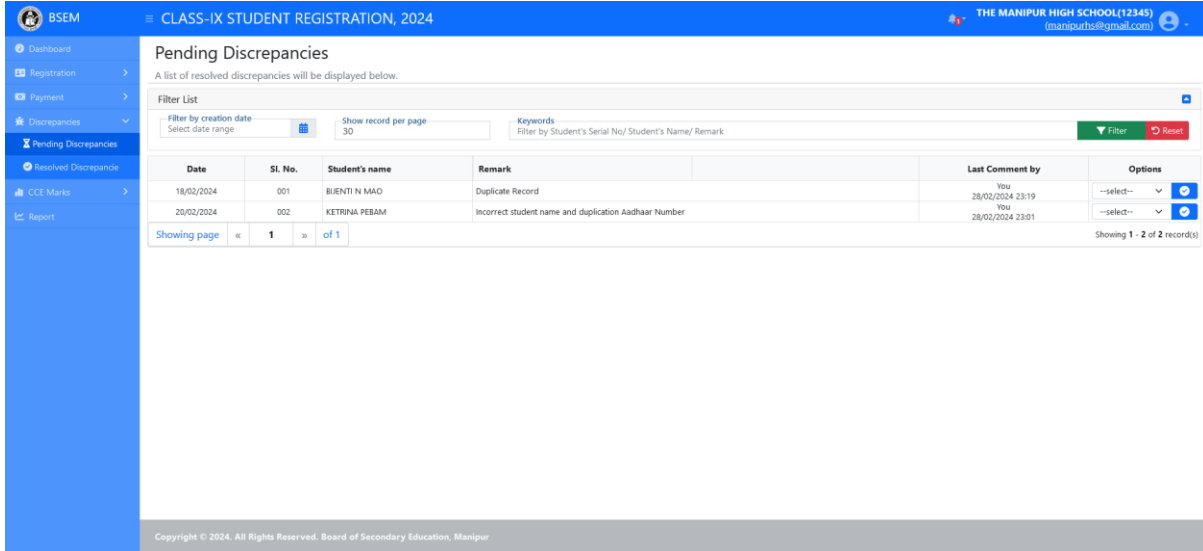 BSEM
≡ CLASS-IX STUDENT REGISTRATION, 2024
1
THE MANIPUR HIGH SCHOOL(12345)
(manipurhs@gmail.com)
Dashboard
Registration
Payment
Discrepancies
Pending Discrepancies
Resolved Discrepancie
CCE Marks
Report
Pending Discrepancies
A list of resolved discrepancies will be displayed below.
Filter List
Filter by creation date
Select date range
Show record per page
30
Keywords
Filter by Student's Serial No/ Student's Name/ Remark
Filter
Reset
Date Sl. No. Student's name Remark Last Comment by Options
18/02/2024 001 BIJENTI N MAO Duplicate Record You 28/02/2024 23:19 --select--
20/02/2024 002 KETRINA PEBAM Incorrect student name and duplication Aadhaar Number You 28/02/2024 23:01 --select--
Showing page « 1 » of 1
Showing 1 - 2 of 2 record(s)
Copyright © 2024. All Rights Reserved. Board of Secondary Education, Manipur